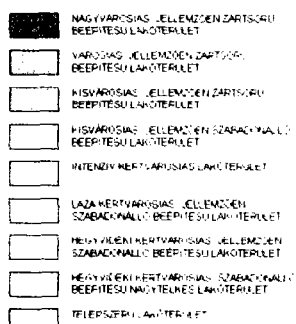 NAGYVÁROSIAS JELLEMZŐEN ZÁRTSORÚ
BEÉPÍTÉSŰ LAKÓTERÜLET
VÁROSIAS JELLEMZŐEN ZÁRTSORÚ
BEÉPÍTÉSŰ LAKÓTERÜLET
KISVÁROSIAS JELLEMZŐEN ZÁRTSORÚ
BEÉPÍTÉSŰ LAKÓTERÜLET
KISVÁROSIAS JELLEMZŐEN SZABADONÁLLÓ
BEÉPÍTÉSŰ LAKÓTERÜLET
INTENZÍV KERTVÁROSIAS LAKÓTERÜLET
LAZA KERTVÁROSIAS JELLEMZŐEN
SZABADONÁLLÓ BEÉPÍTÉSŰ LAKÓTERÜLET
HEGYVIDÉKI KERTVÁROSIAS JELLEMZŐEN
SZABADONÁLLÓ BEÉPÍTÉSŰ LAKÓTERÜLET
HEGYVIDÉKI KERTVÁROSIAS SZABADONÁLLÓ
BEÉPÍTÉSŰ NAGYTELKES LAKÓTERÜLET
TELEPSZERŰ LAKÓTERÜLET